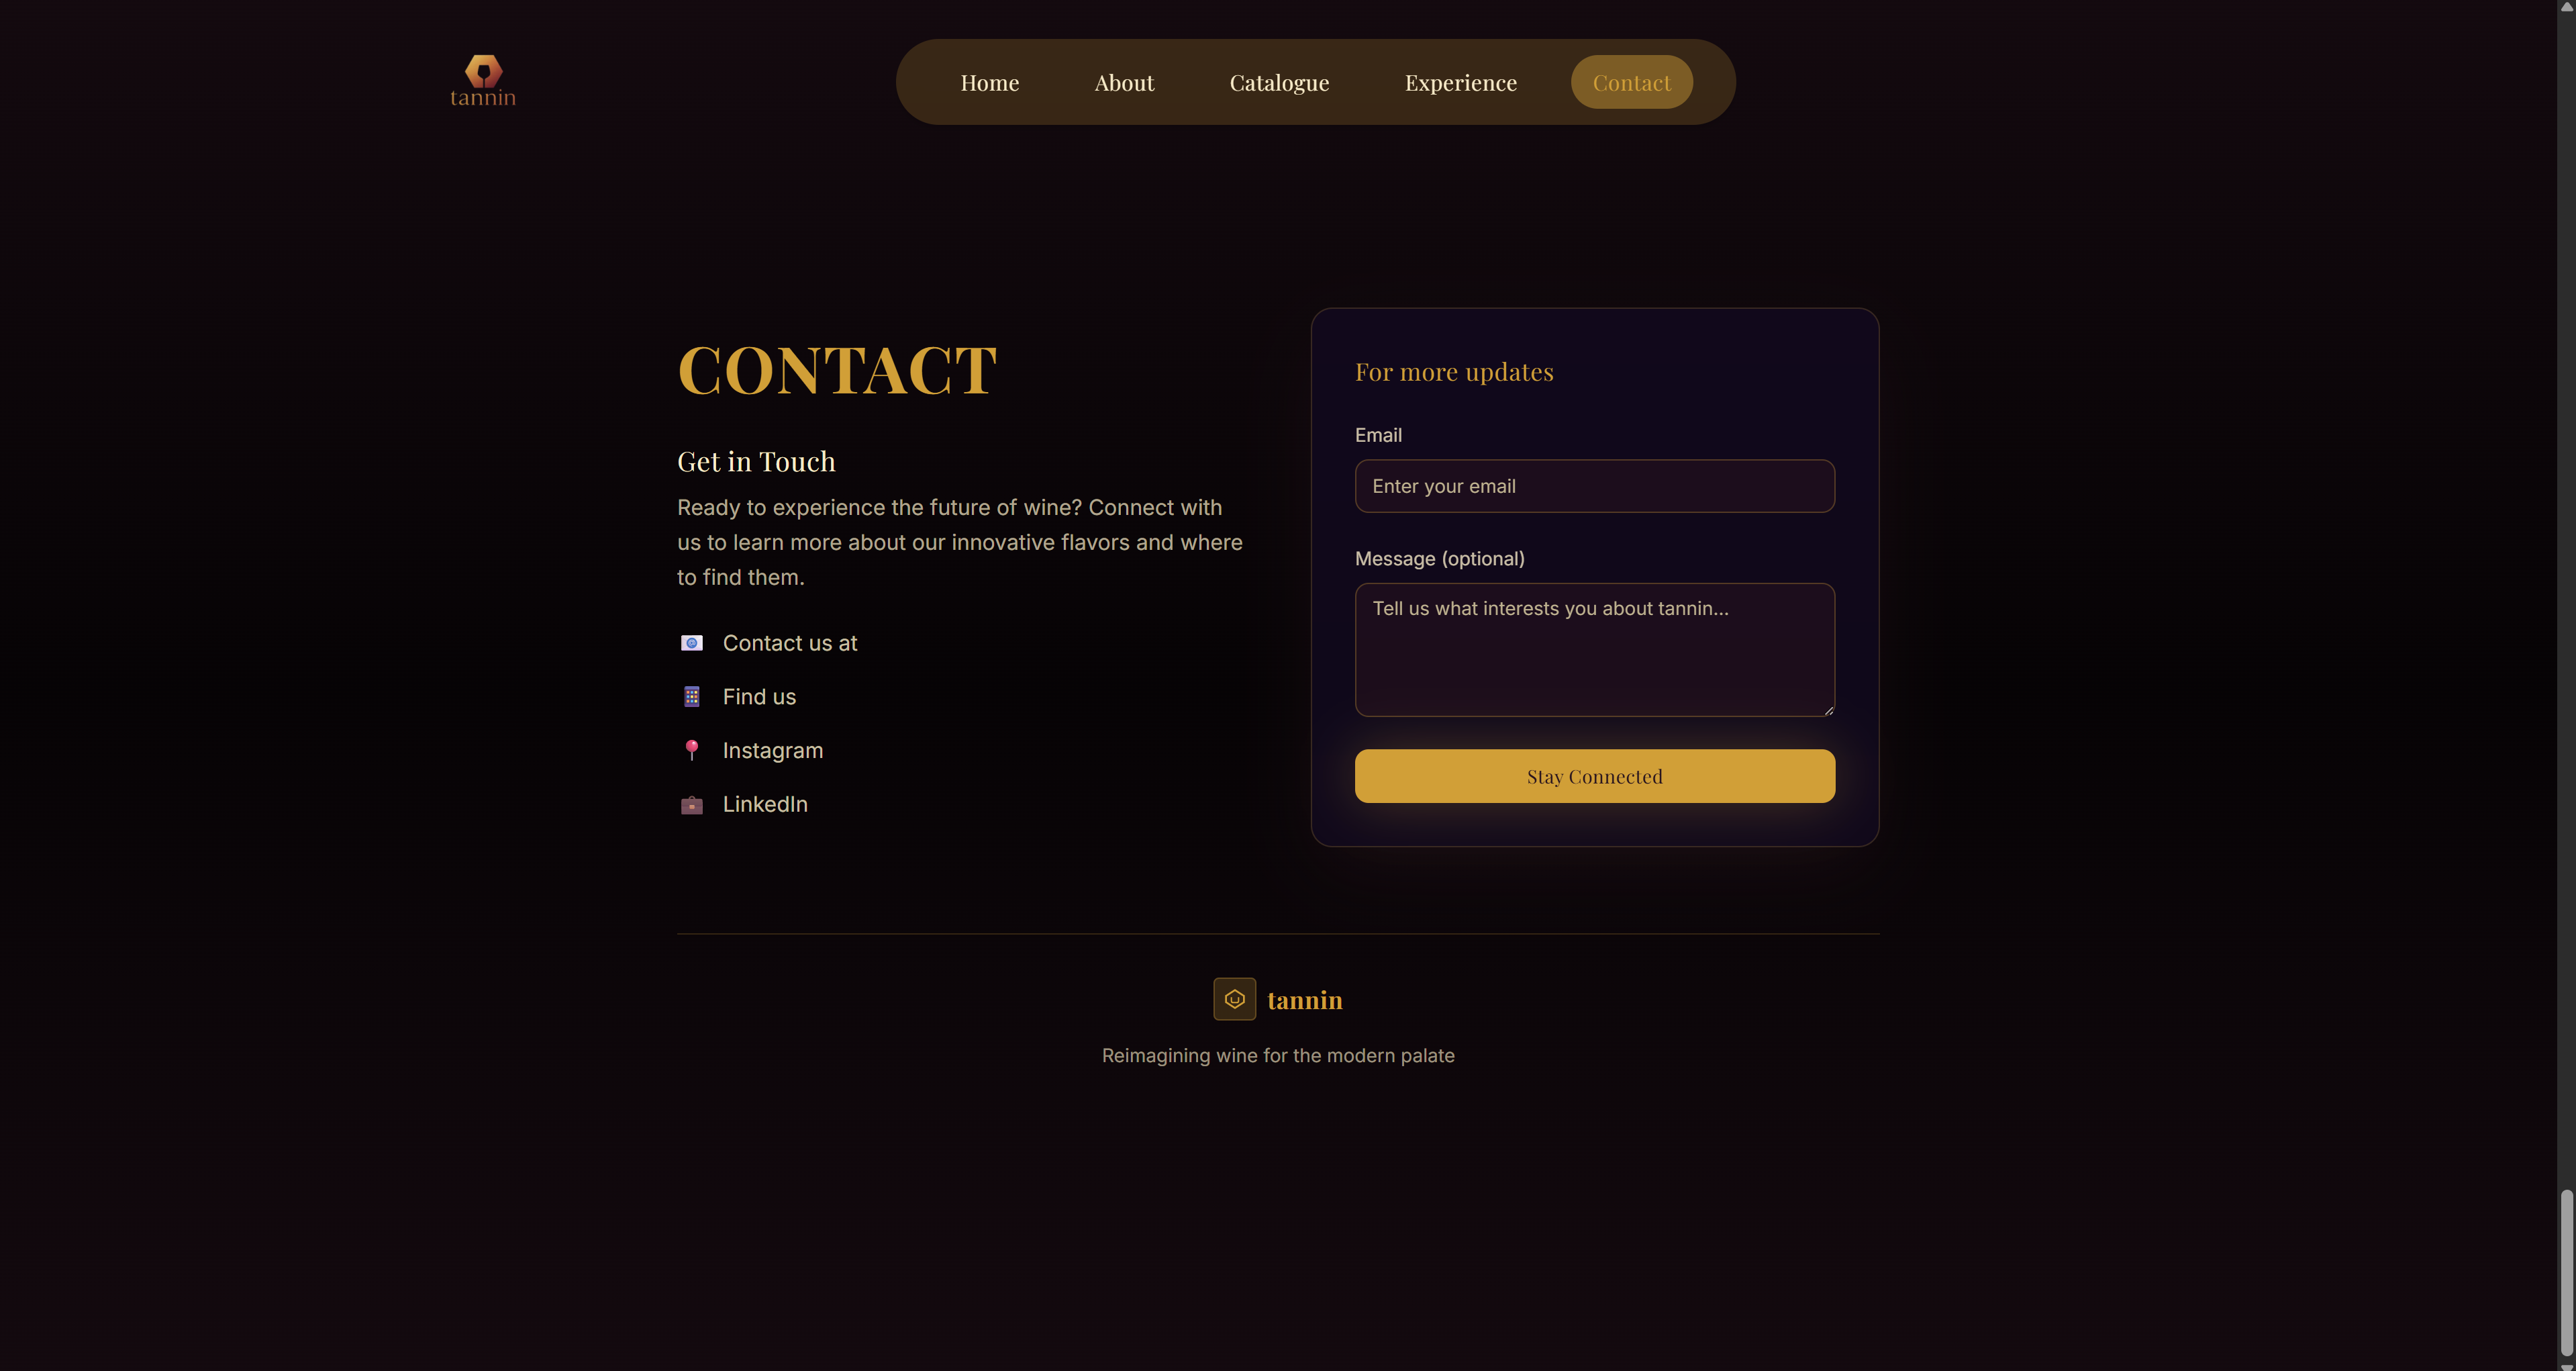 tannin
Home
About
Catalogue
Experience
Contact
CONTACT
Get in Touch
Ready to experience the future of wine? Connect with
us to learn more about our innovative flavors and where
to find them.
Contact us at
Find us
Instagram
LinkedIn
For more updates
Email
Enter your email
Message (optional)
Tell us what interests you about tannin...
Stay Connected
tannin
Reimagining wine for the modern palate